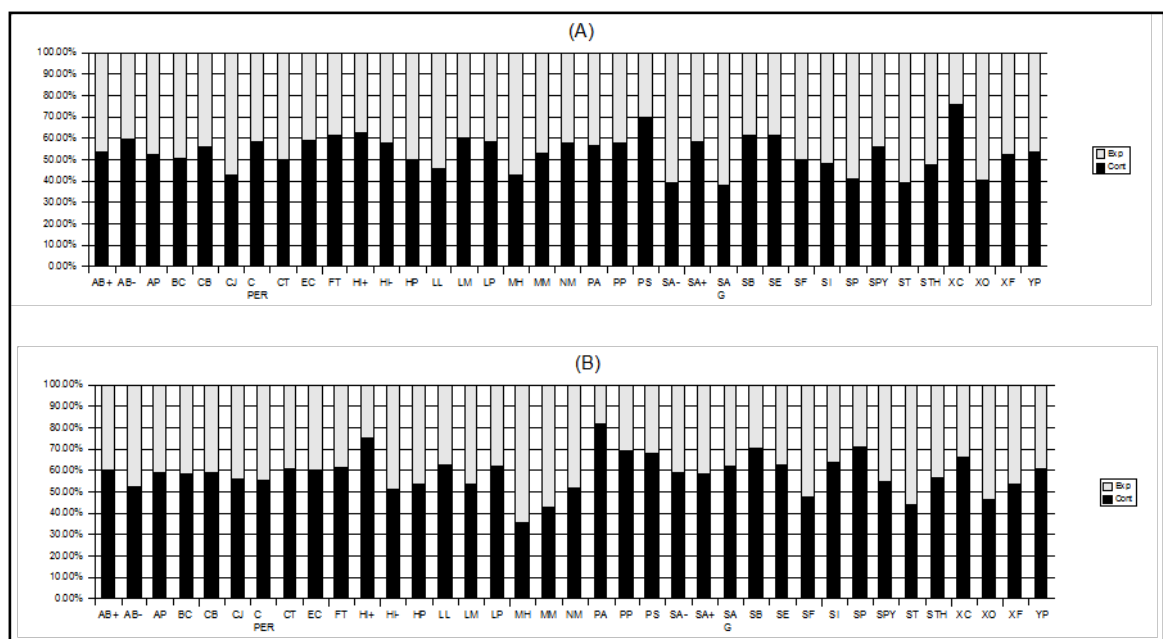 (A)
100.00%
90.00%
80.00%
70.00%
60.00%
50.00%
40.00%
30.00%
20.00%
10.00%
0.00%
AB+ AB- AP BC CB CJ C PER CT EC FT HI+ HI- HP LL LM LP MH MM NM PA PP PS SA- SA+ SA G SB SE SF SI SP SPY ST STH XC XO XF YP
Exp
Cont
(B)
100.00%
90.00%
80.00%
70.00%
60.00%
50.00%
40.00%
30.00%
20.00%
10.00%
0.00%
AB+ AB- AP BC CB CJ C PER CT EC FT HI+ HI- HP LL LM LP MH MM NM PA PP PS SA- SA+ SA G SB SE SF SI SP SPY ST STH XC XO XF YP
Exp
Cont